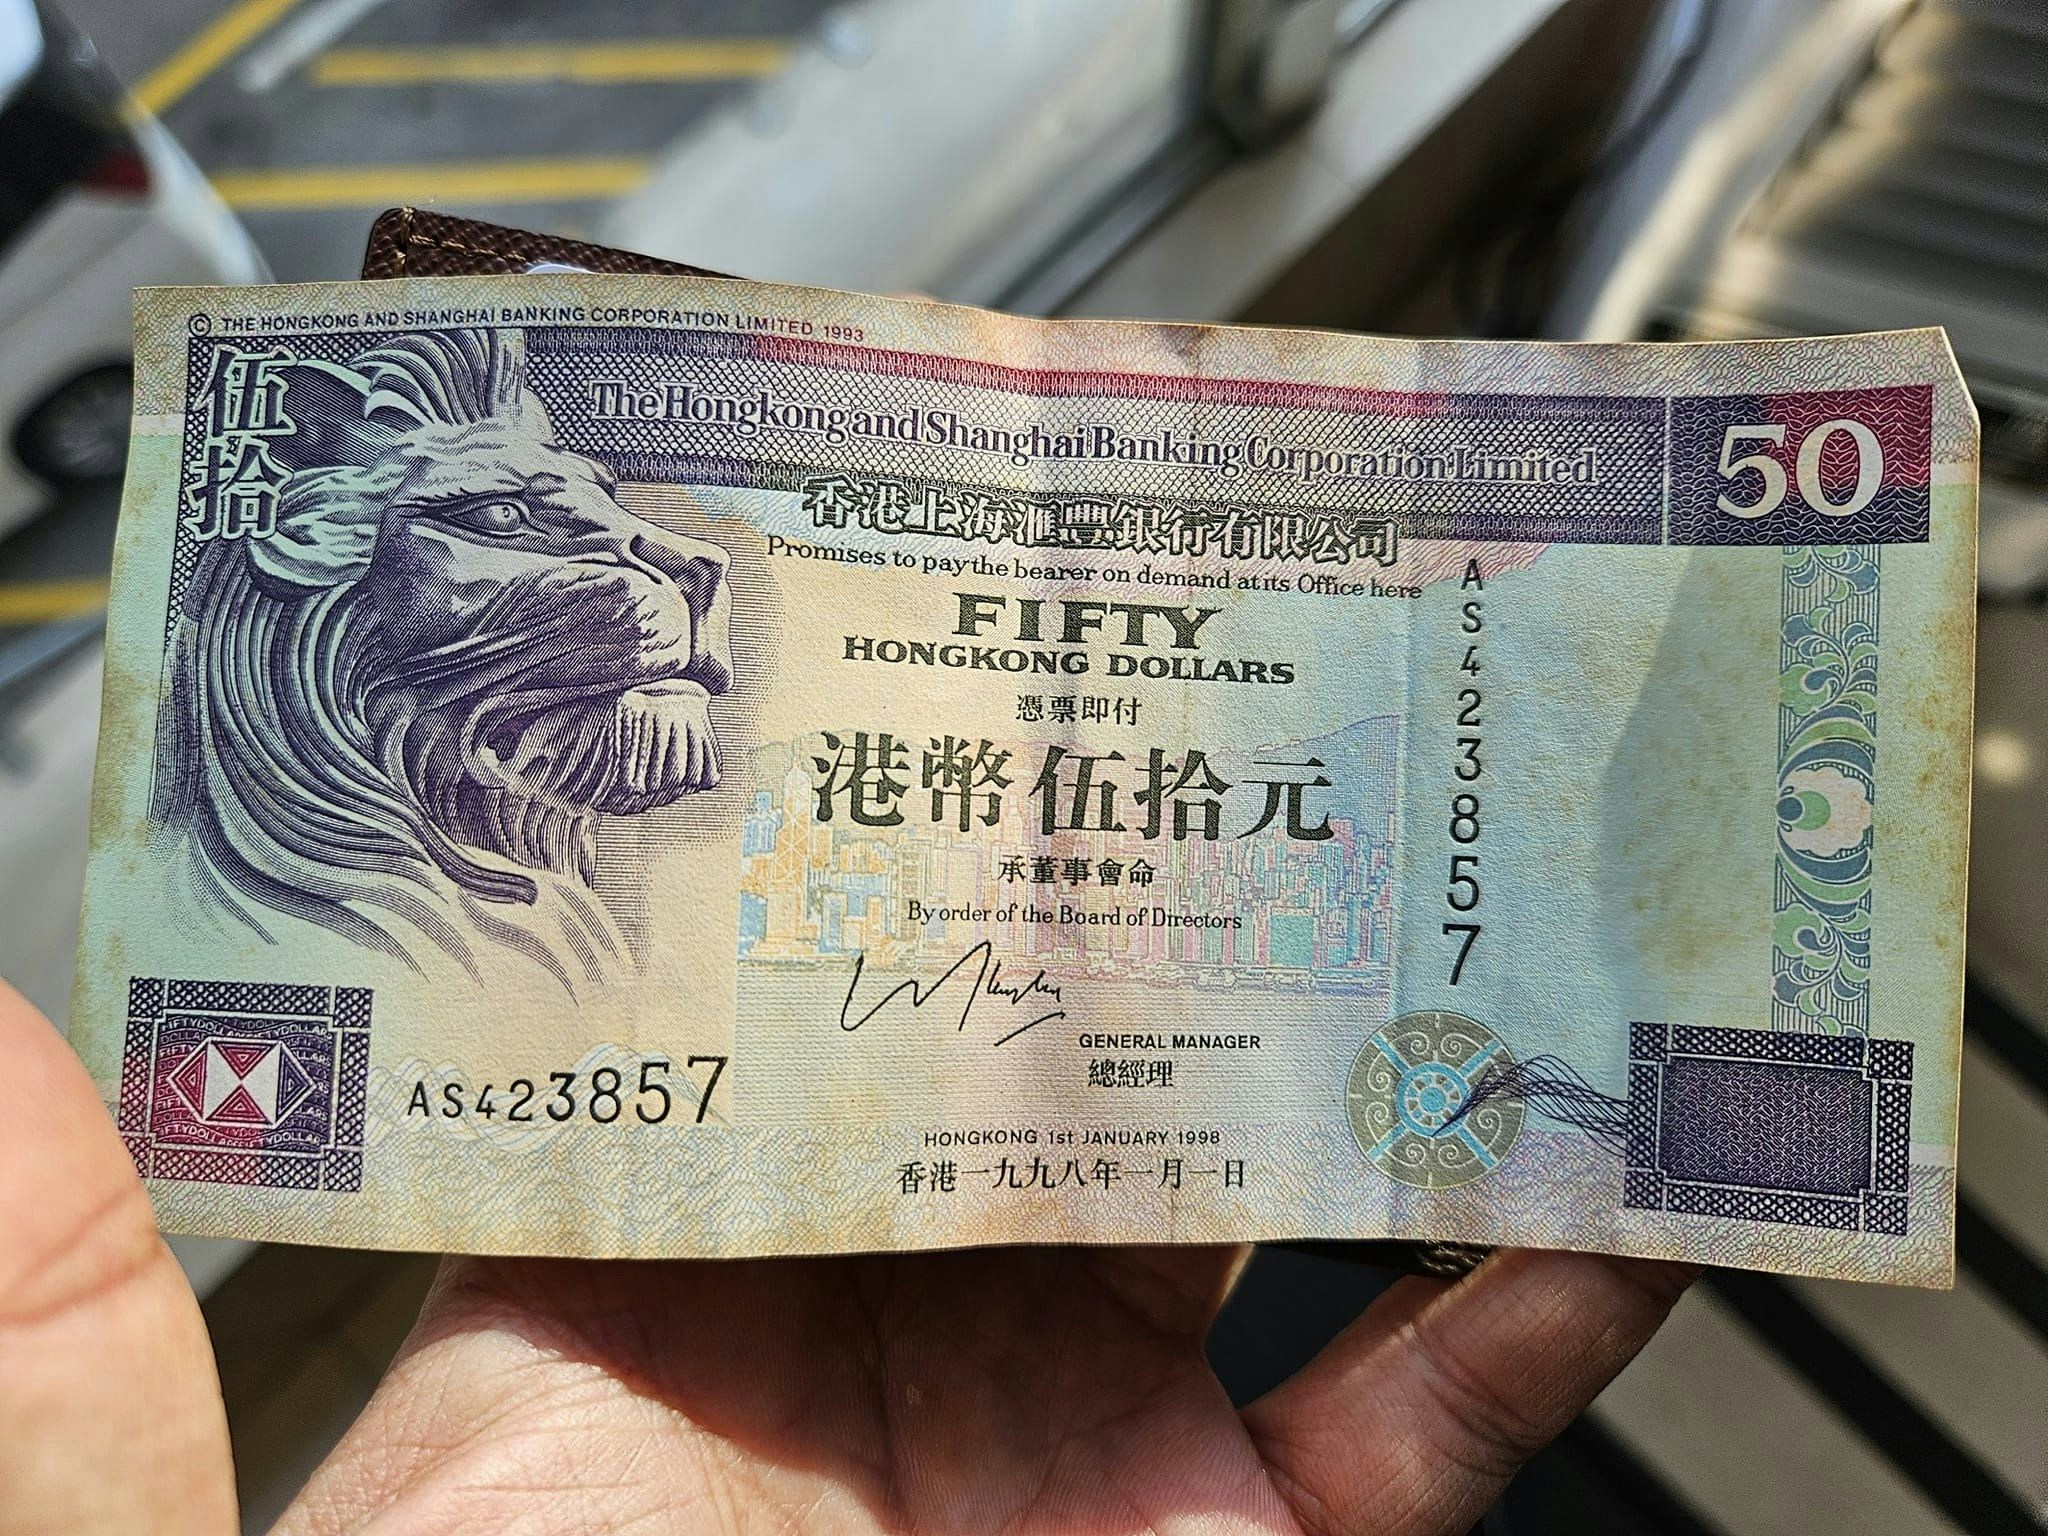 © THE HONGKONG AND SHANGHAI BANKING CORPORATION LIMITED 1993
伍拾
The Hongkong and Shanghai Banking Corporation Limited
50
香港上海滙豐銀行有限公司
Promises to pay the bearer on demand at its Office here
FIFTY
HONGKONG DOLLARS
憑票即付
港幣伍拾元
承董事會命
By order of the Board of Directors
GENERAL MANAGER
總經理
AS423857
AS423857
HONGKONG 1st JANUARY 1998
香港一九九八年一月一日